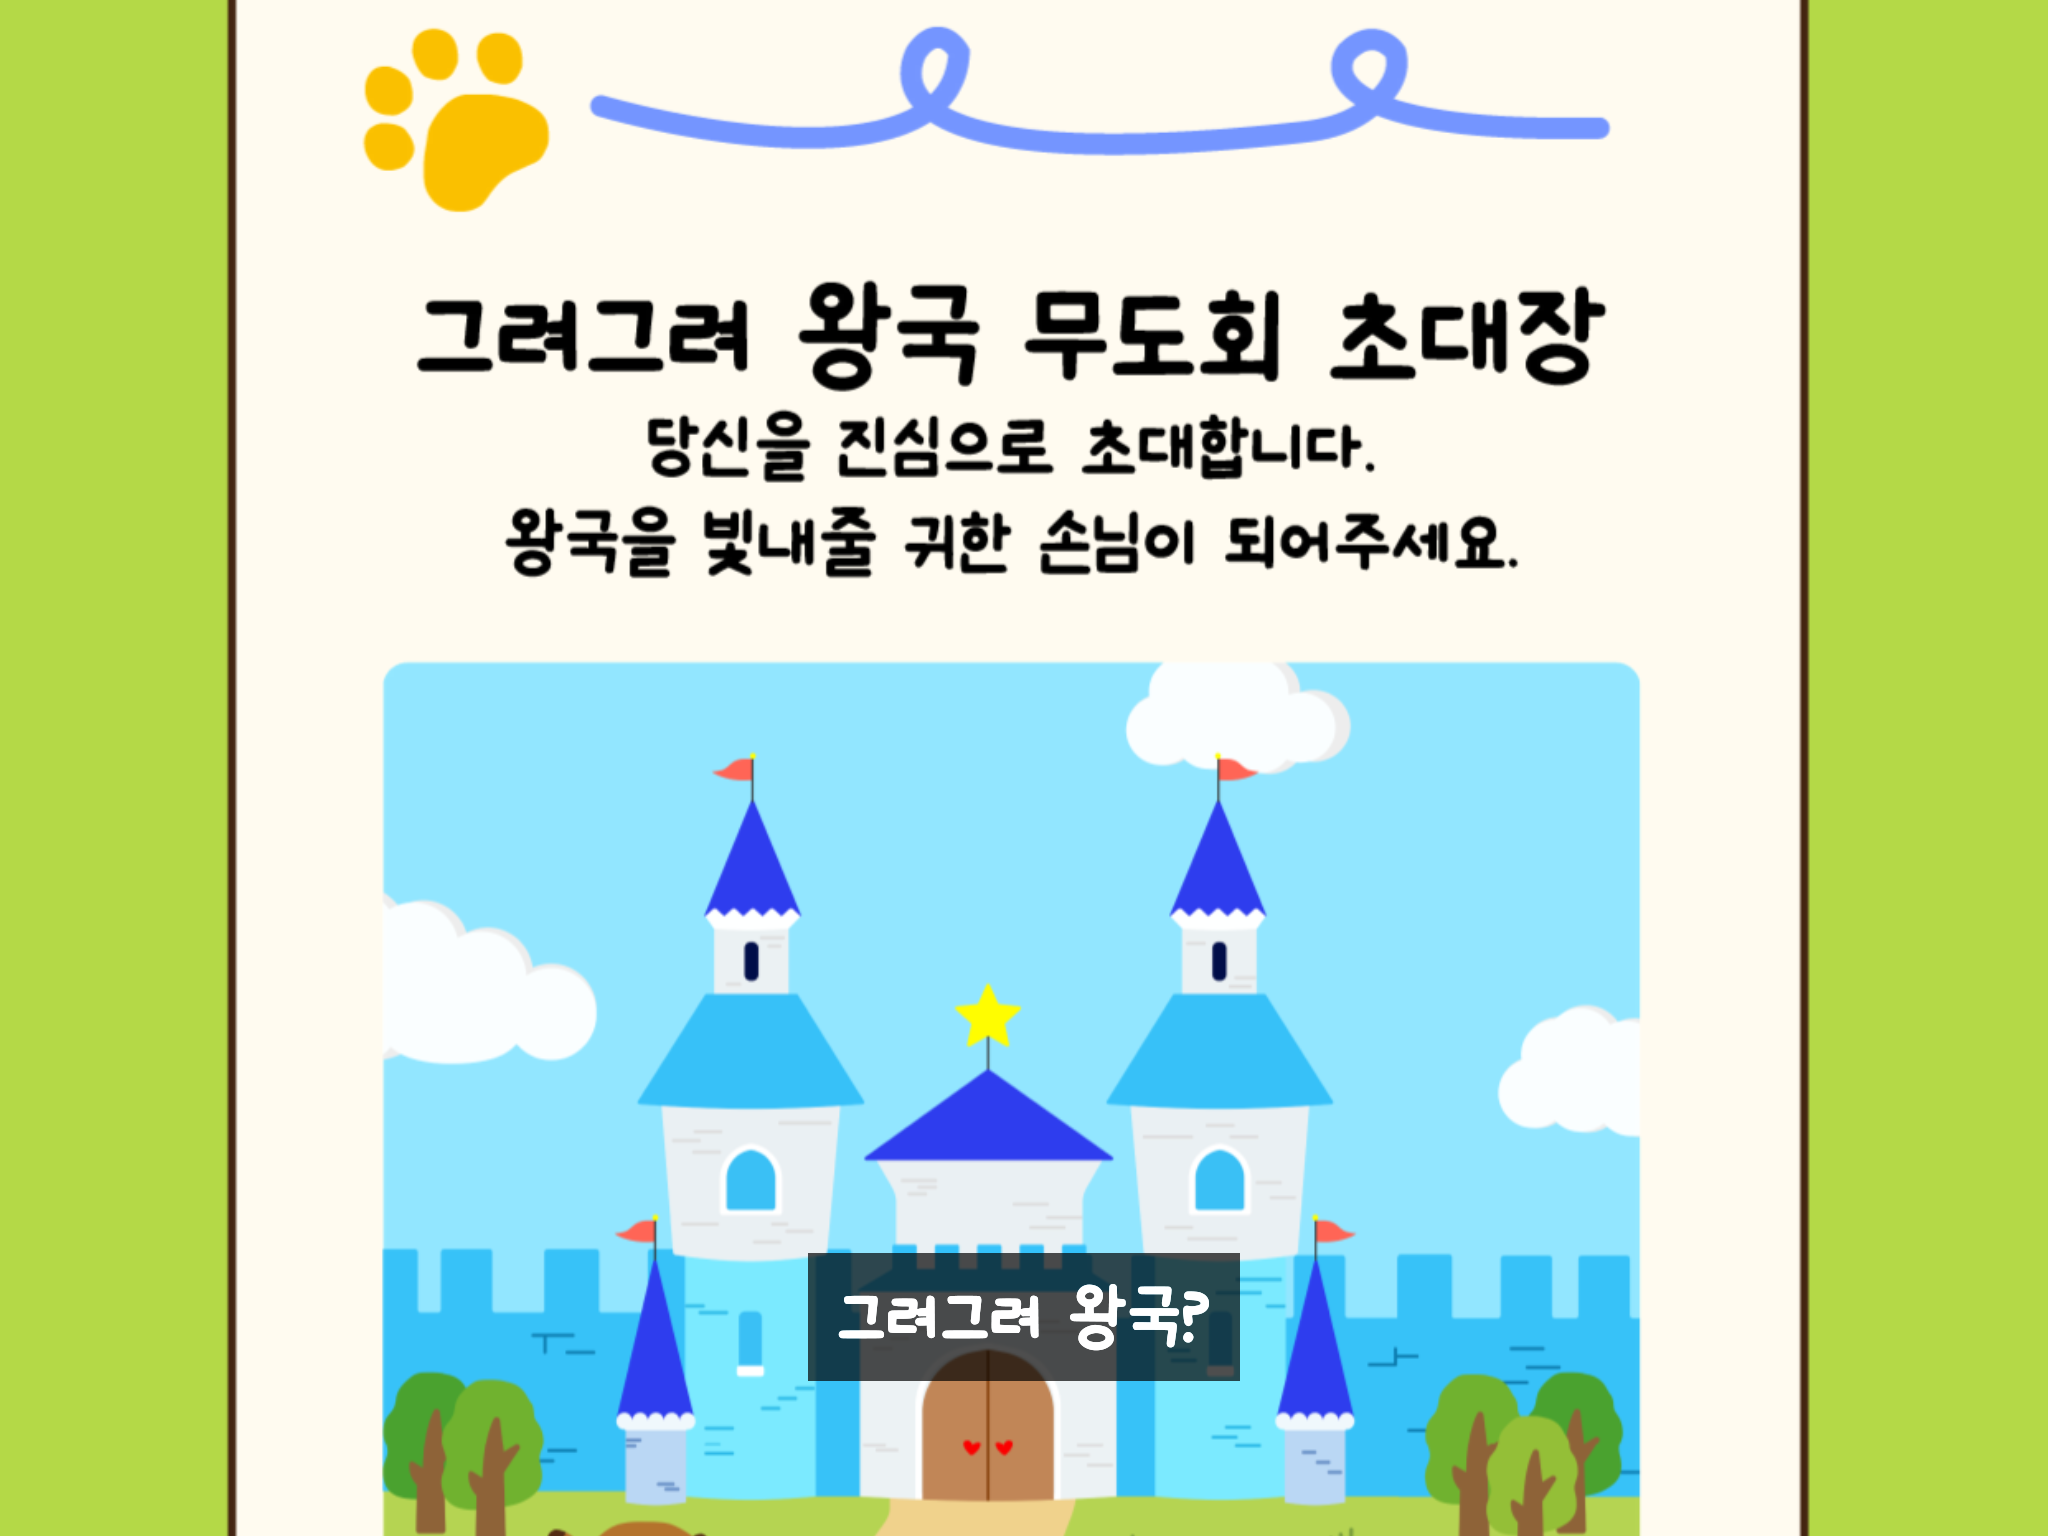 그려그려 왕국 무도회 초대장
당신을 진심으로 초대합니다.
왕국을 빛내줄 귀한 손님이 되어주세요.
그려그려 왕국?